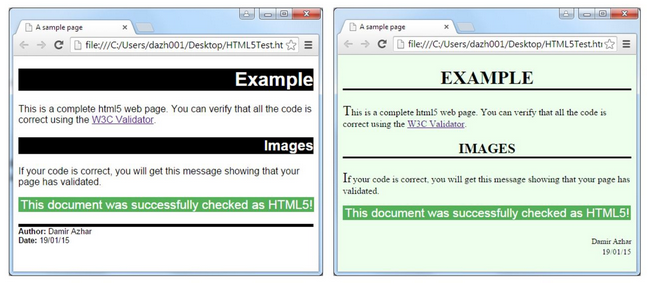 A sample page
file:///C:/Users/dazh001/Desktop/HTML5Test.ht
Example
This is a complete html5 web page. You can verify that all the code is
correct using the W3C Validator.
Images
If your code is correct, you will get this message showing that your
page has validated.
This document was successfully checked as HTML5!
Author: Damir Azhar
Date: 19/01/15
A sample page
file:///C:/Users/dazh001/Desktop/HTML5Test.htm
EXAMPLE
This is a complete html5 web page. You can verify that all the code is
correct using the W3C Validator.
IMAGES
If your code is correct, you will get this message showing that your page has
validated.
This document was successfully checked as HTML5!
Damir Azhar
19/01/15